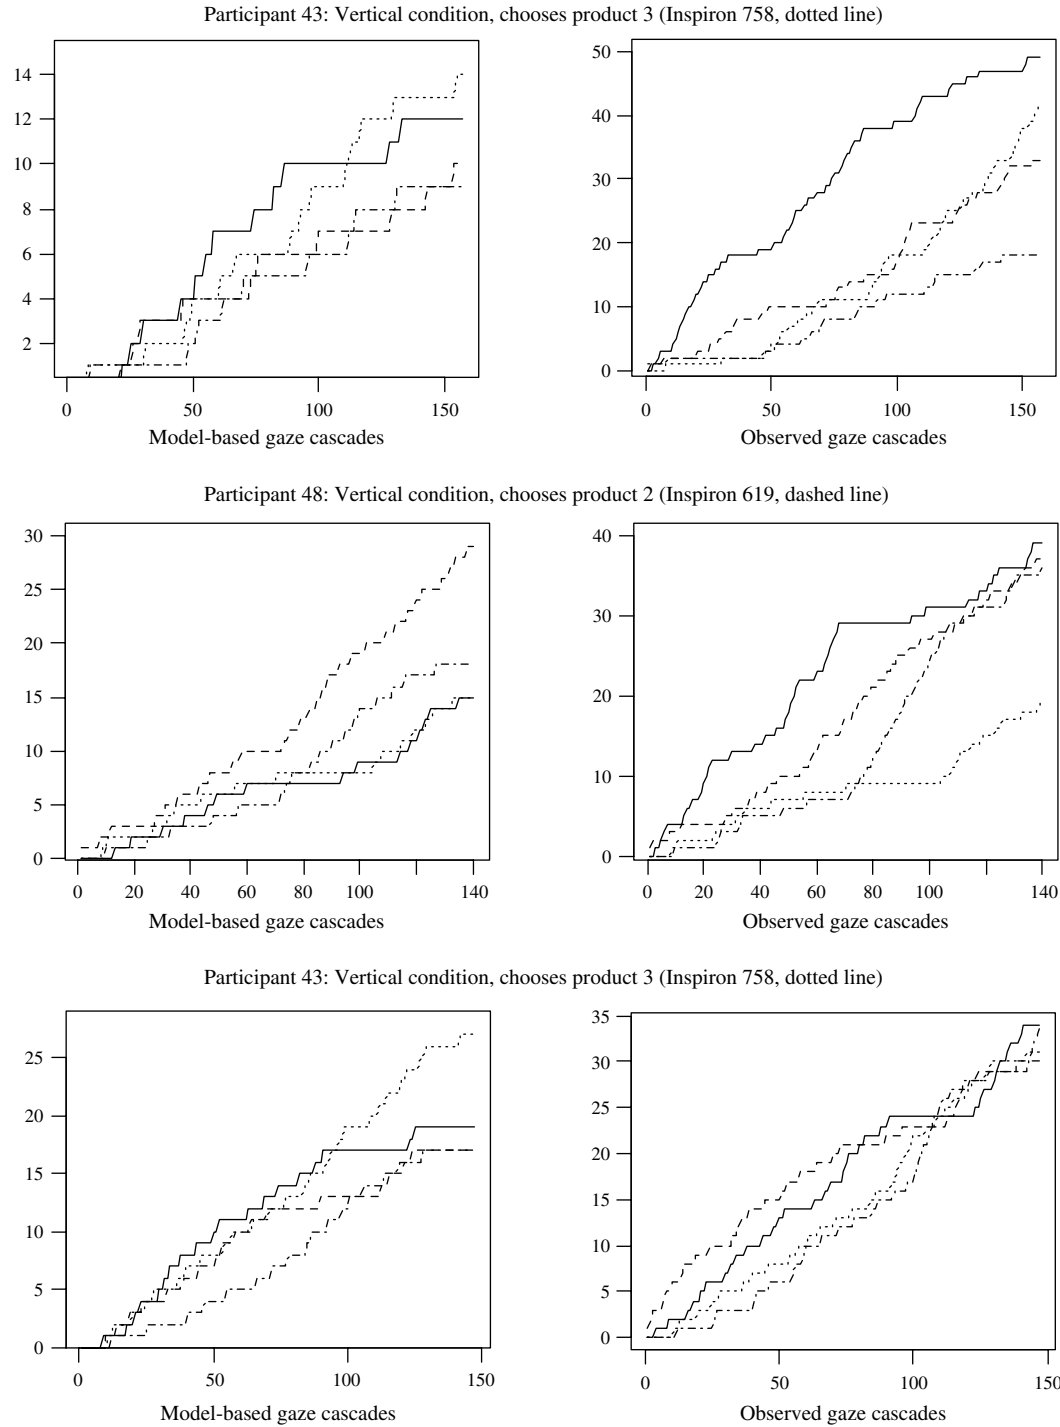 Participant 43: Vertical condition, chooses product 3 (Inspiron 758, dotted line)
14
12
10
8
6
4
2
0 50 100 150
Model-based gaze cascades
50
40
30
20
10
0
0 50 100 150
Observed gaze cascades
Participant 48: Vertical condition, chooses product 2 (Inspiron 619, dashed line)
30
25
20
15
10
5
0
0 20 40 60 80 100 140
Model-based gaze cascades
40
30
20
10
0
0 20 40 60 80 100 140
Observed gaze cascades
Participant 43: Vertical condition, chooses product 3 (Inspiron 758, dotted line)
25
20
15
10
5
0
0 50 100 150
Model-based gaze cascades
35
30
25
20
15
10
5
0
0 50 100 150
Observed gaze cascades